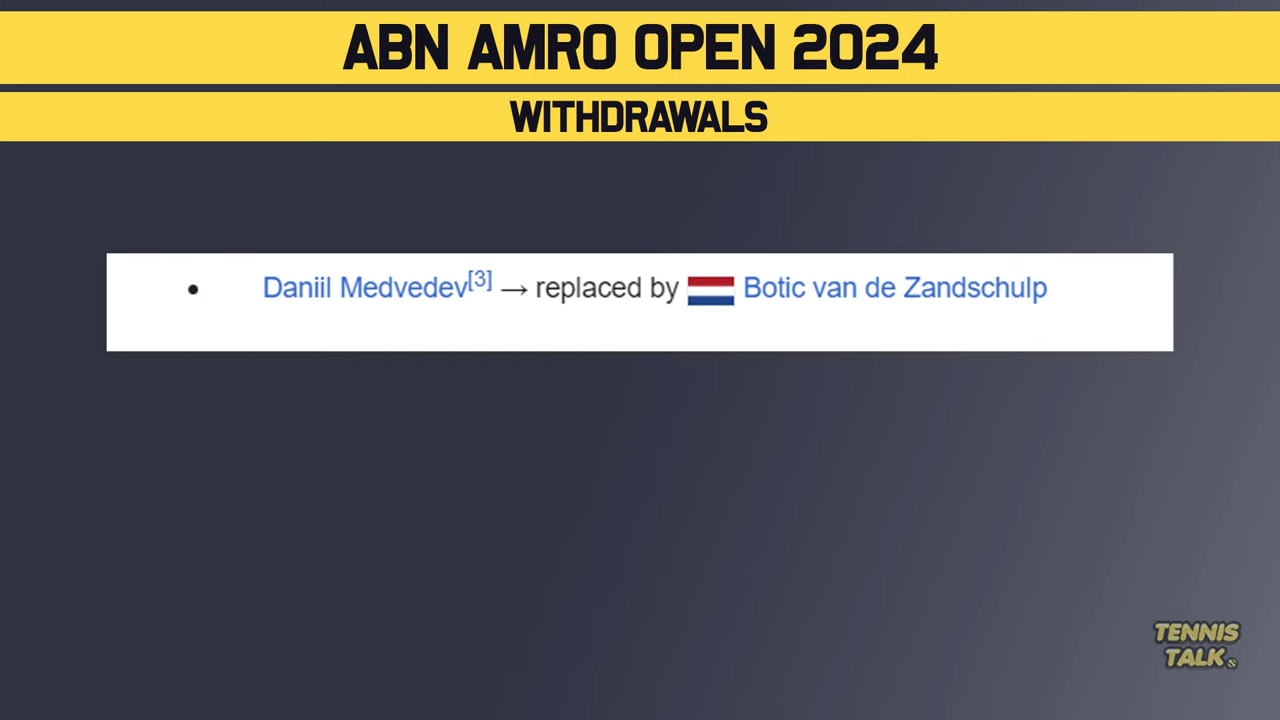 ABN AMRO OPEN 2024
WITHDRAWALS
• Daniil Medvedev[3] → replaced by Botic van de Zandschulp
TENNIS
TALK